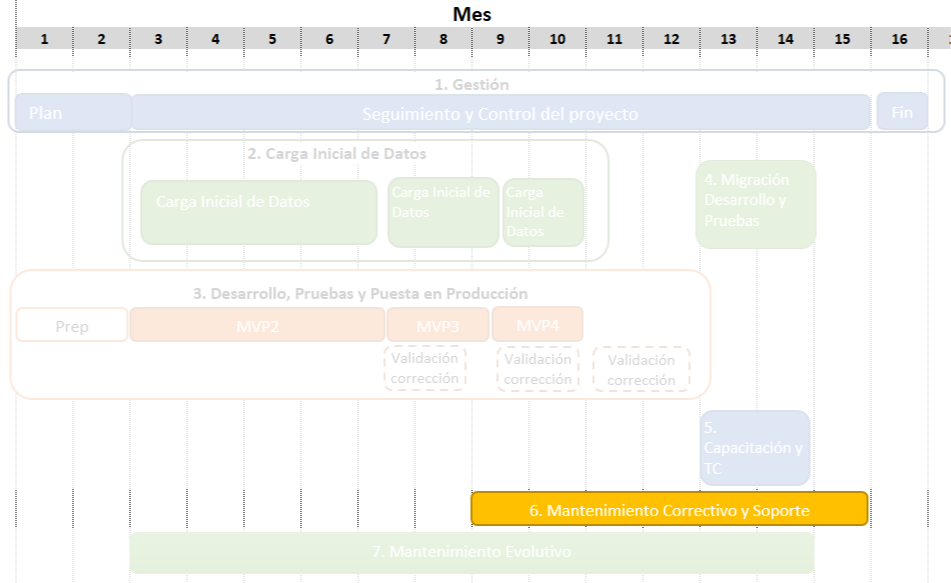 Mes
1 2 3 4 5 6 7 8 9 10 11 12 13 14 15 16
1. Gestión
Plan
Seguimiento y Control del proyecto
Fin
2. Carga Inicial de Datos
Carga Inicial de Datos
Carga Inicial de
Datos
Carga
Inicial de
Datos
4. Migración
Desarrollo y
Pruebas
3. Desarrollo, Pruebas y Puesta en Producción
Prep
MVP2
MVP3
MVP4
Validación
corrección
Validación
corrección
Validación
corrección
5.
Capacitación y
TC
6. Mantenimiento Correctivo y Soporte
7. Mantenimiento Evolutivo